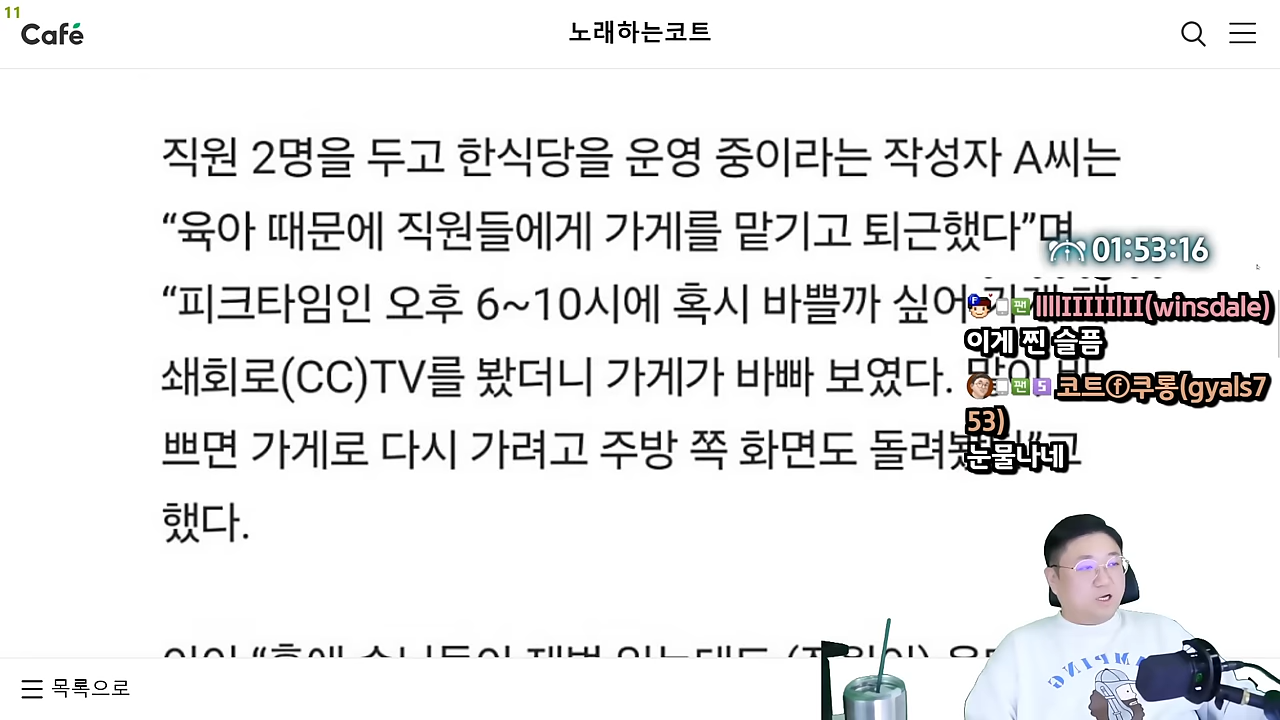 11
Café
노래하는코트
직원 2명을 두고 한식당을 운영 중이라는 작성자 A씨는
“육아 때문에 직원들에게 가게를 맡기고 퇴근했다”며
01:53:16
“피크타임인 오후 6~10시에 혹시 바쁠까 싶어
llllIIIIIlII(winsdale)
이게 찐 슬픔
쇄회로(CC)TV를 봤더니 가게가 바빠 보였다.
코트ⓕ쿠롱(gyals7
53)
쁘면 가게로 다시 가려고 주방 쪽 화면도
눈물나네
했다.
목록으로
CAMPING